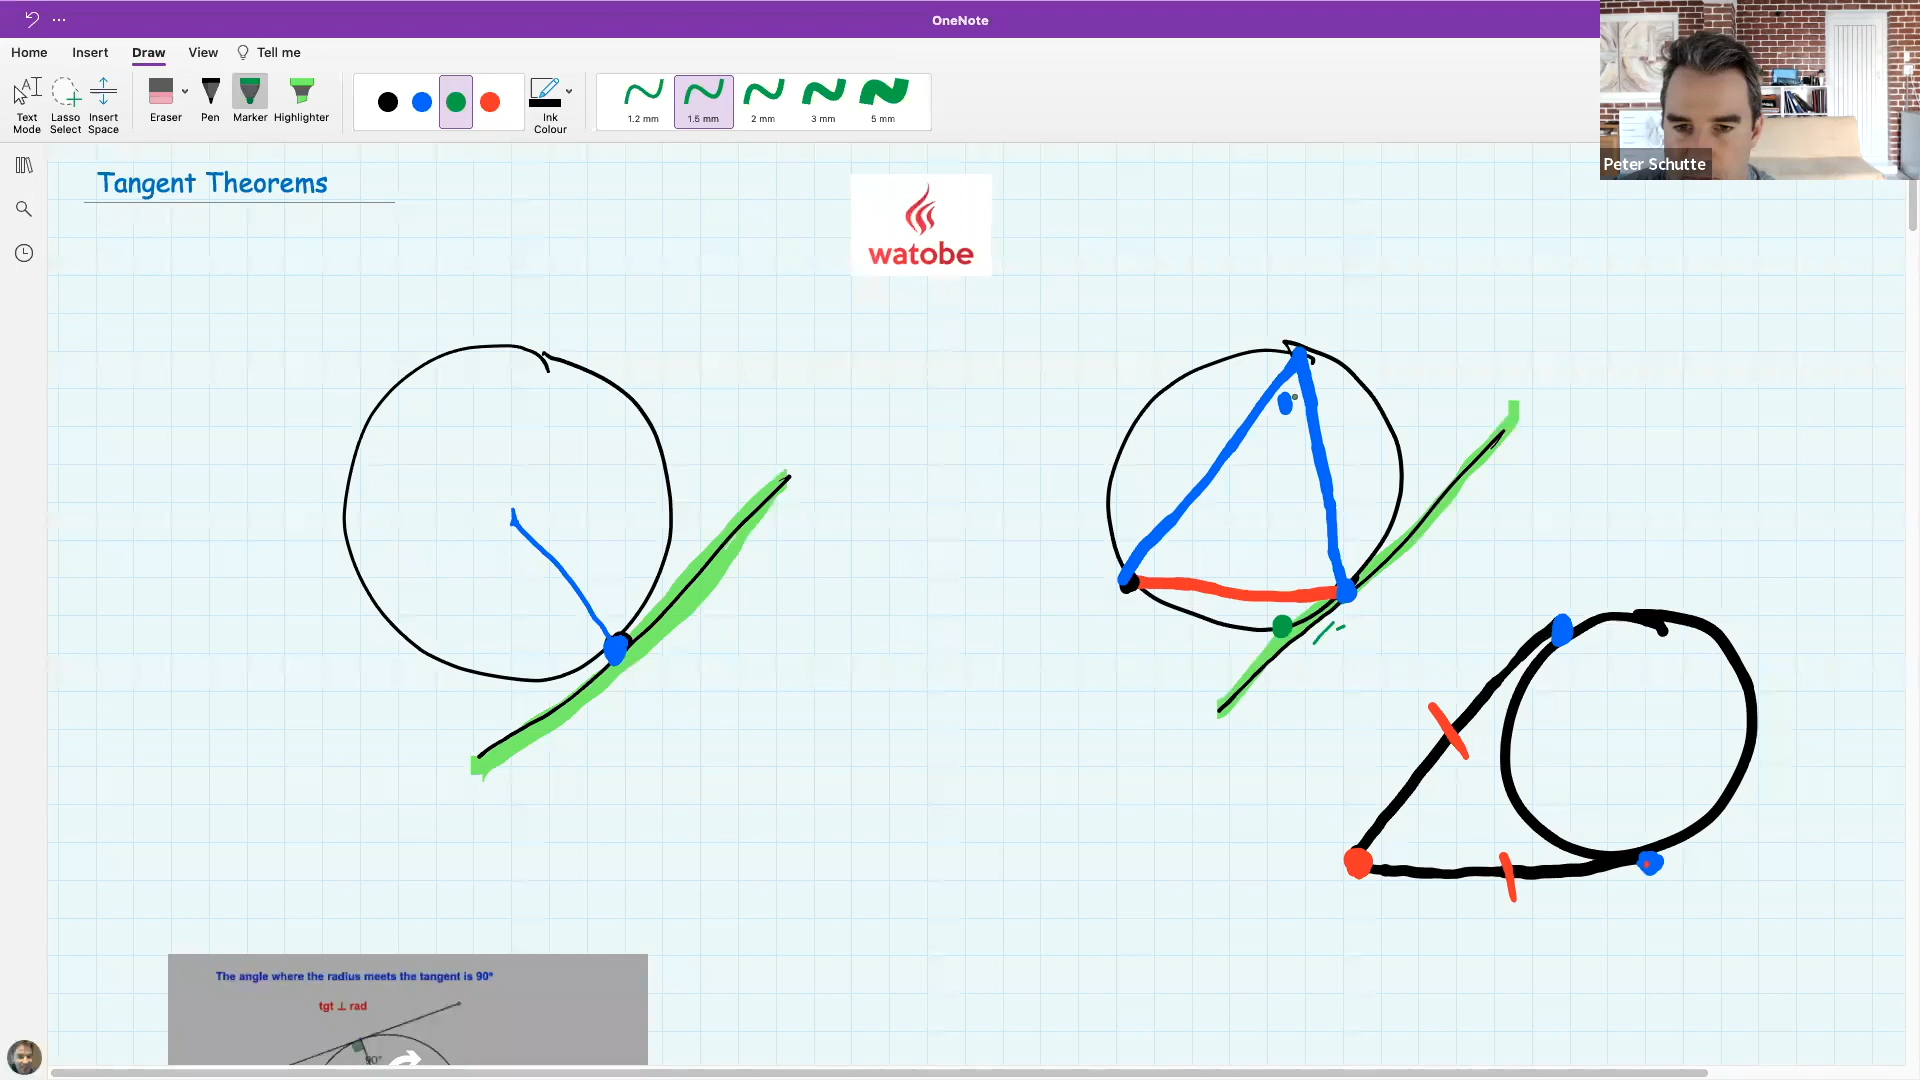 OneNote
Home Insert Draw View Tell me
Text Mode
Lasso Select
Insert Space
Eraser
Pen
Marker
Highlighter
Ink Colour
1.2 mm
1.5 mm
2 mm
3 mm
5 mm
Peter Schutte
Tangent Theorems
watobe
The angle where the radius meets the tangent is 90°
tgt ⊥ rad
90°